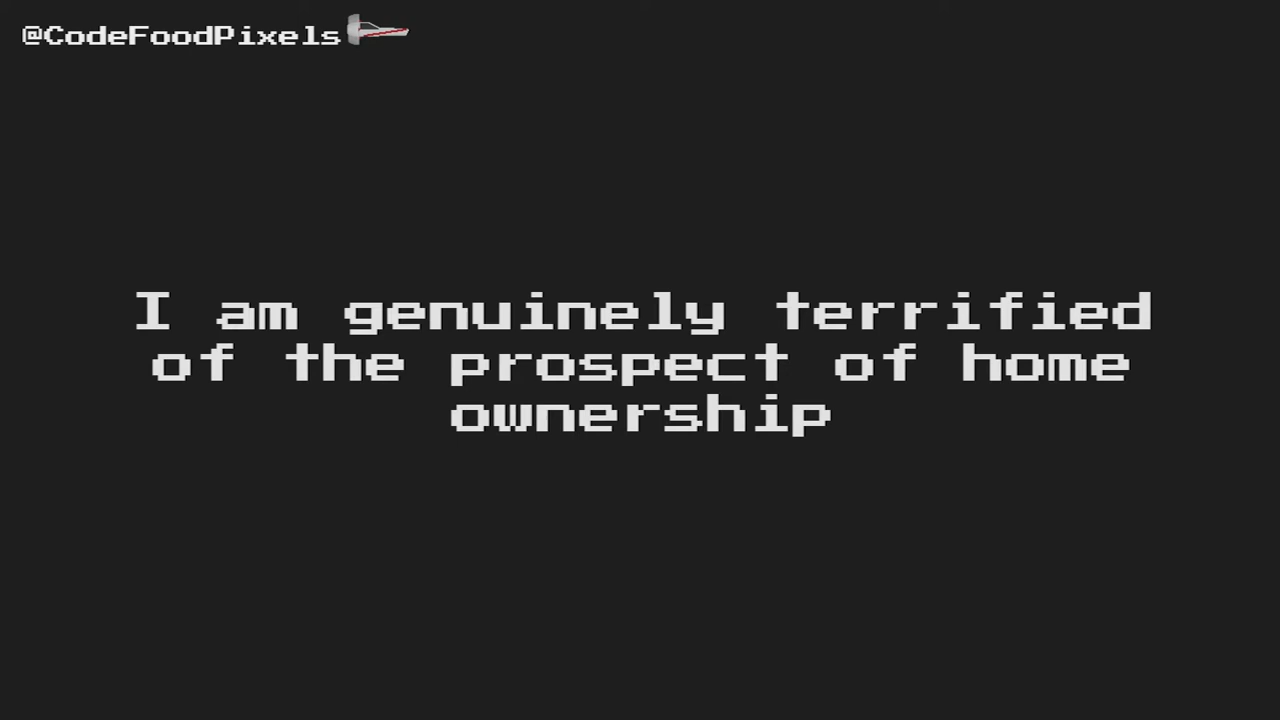 @CodeFoodPixels
I am genuinely terrified
of the prospect of home
ownership